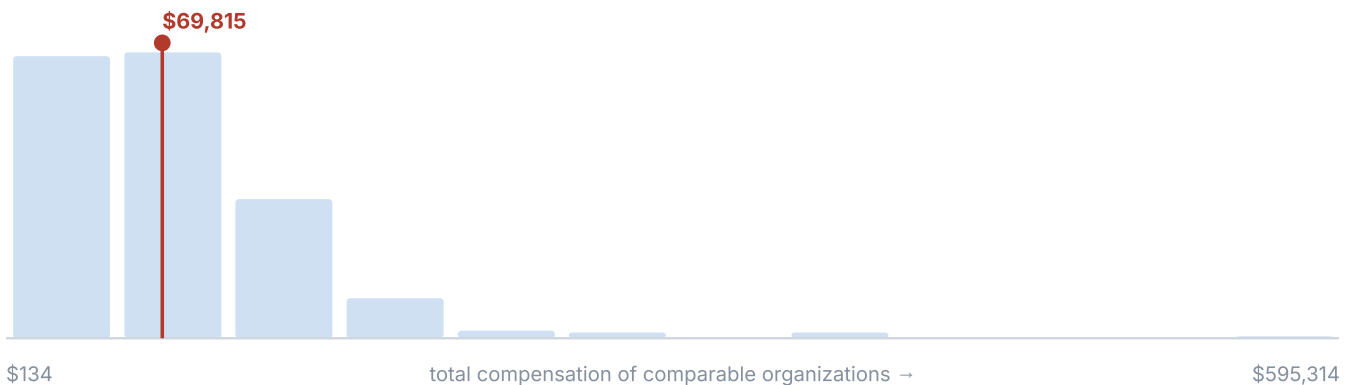 $69,815
$134 total compensation of comparable organizations → $595,314